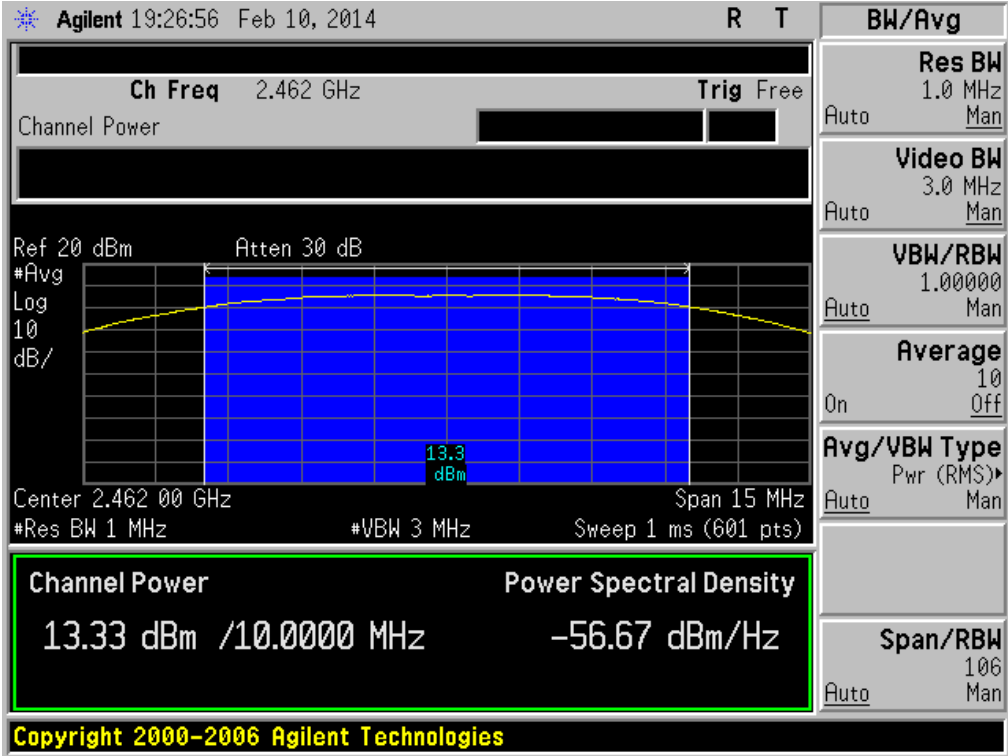 Agilent 19:26:56 Feb 10, 2014 R T
Ch Freq 2.462 GHz Trig Free
Channel Power
Ref 20 dBm Atten 30 dB
#Avg
Log
10
dB/
13.3
dBm
Center 2.462 00 GHz Span 15 MHz
#Res BW 1 MHz #VBW 3 MHz Sweep 1 ms (601 pts)
Channel Power Power Spectral Density
13.33 dBm /10.0000 MHz -56.67 dBm/Hz
Copyright 2000-2006 Agilent Technologies
BW/Avg
Res BW
1.0 MHz
Auto Man
Video BW
3.0 MHz
Auto Man
VBW/RBW
1.00000
Auto Man
Average
10
On Off
Avg/VBW Type
Pwr (RMS)▸
Auto Man
Span/RBW
106
Auto Man